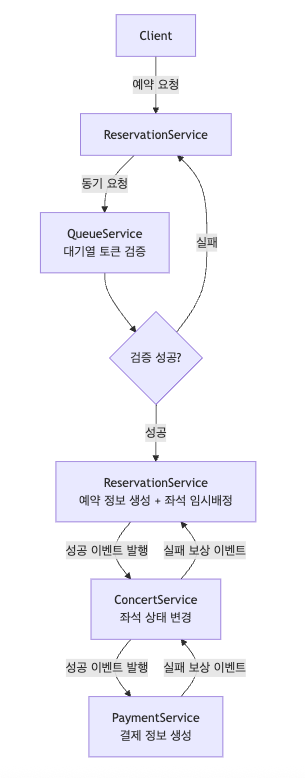 Client
예약 요청
ReservationService
동기 요청
QueueService
대기열 토큰 검증
실패
검증 성공?
성공
ReservationService
예약 정보 생성 + 좌석 임시배정
성공 이벤트 발행
실패 보상 이벤트
ConcertService
좌석 상태 변경
성공 이벤트 발행
실패 보상 이벤트
PaymentService
결제 정보 생성